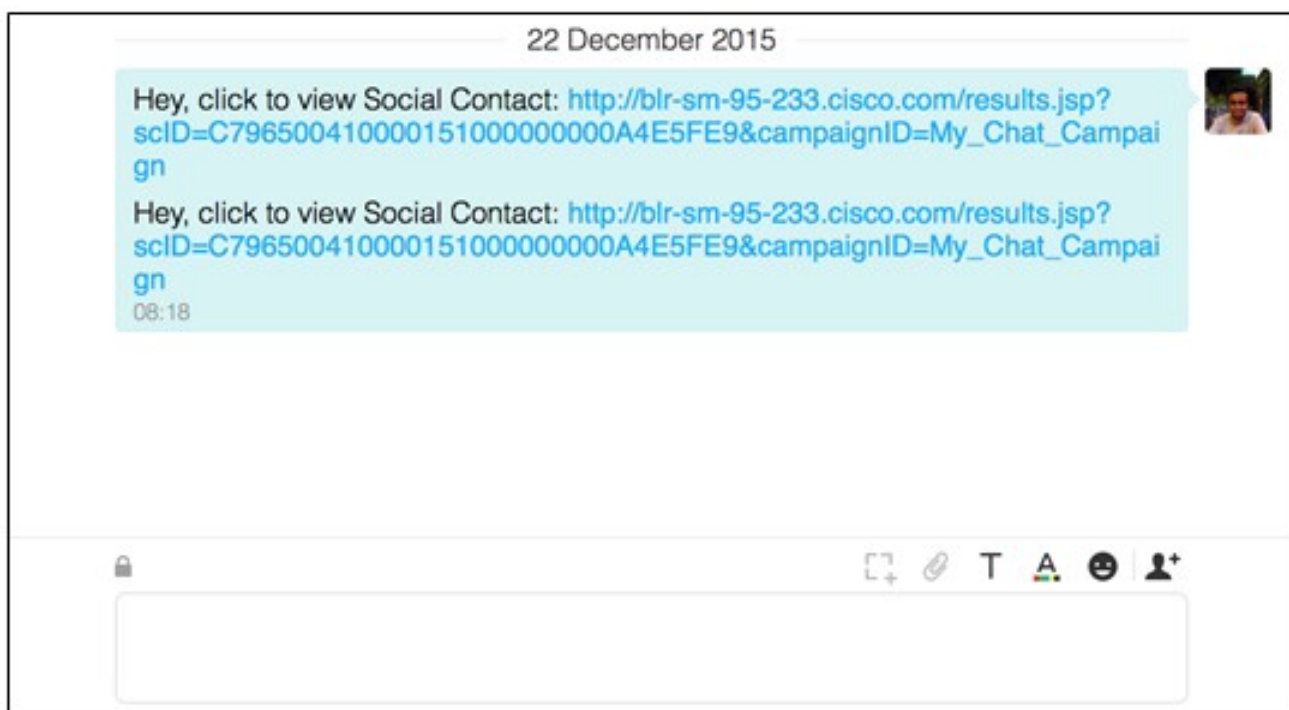 22 December 2015
Hey, click to view Social Contact: http://blr-sm-95-233.cisco.com/results.jsp?
scID=C7965004100001510000000000A4E5FE9&campaignID=My_Chat_Campai
gn
Hey, click to view Social Contact: http://blr-sm-95-233.cisco.com/results.jsp?
scID=C7965004100001510000000000A4E5FE9&campaignID=My_Chat_Campai
gn
08:18
T
A